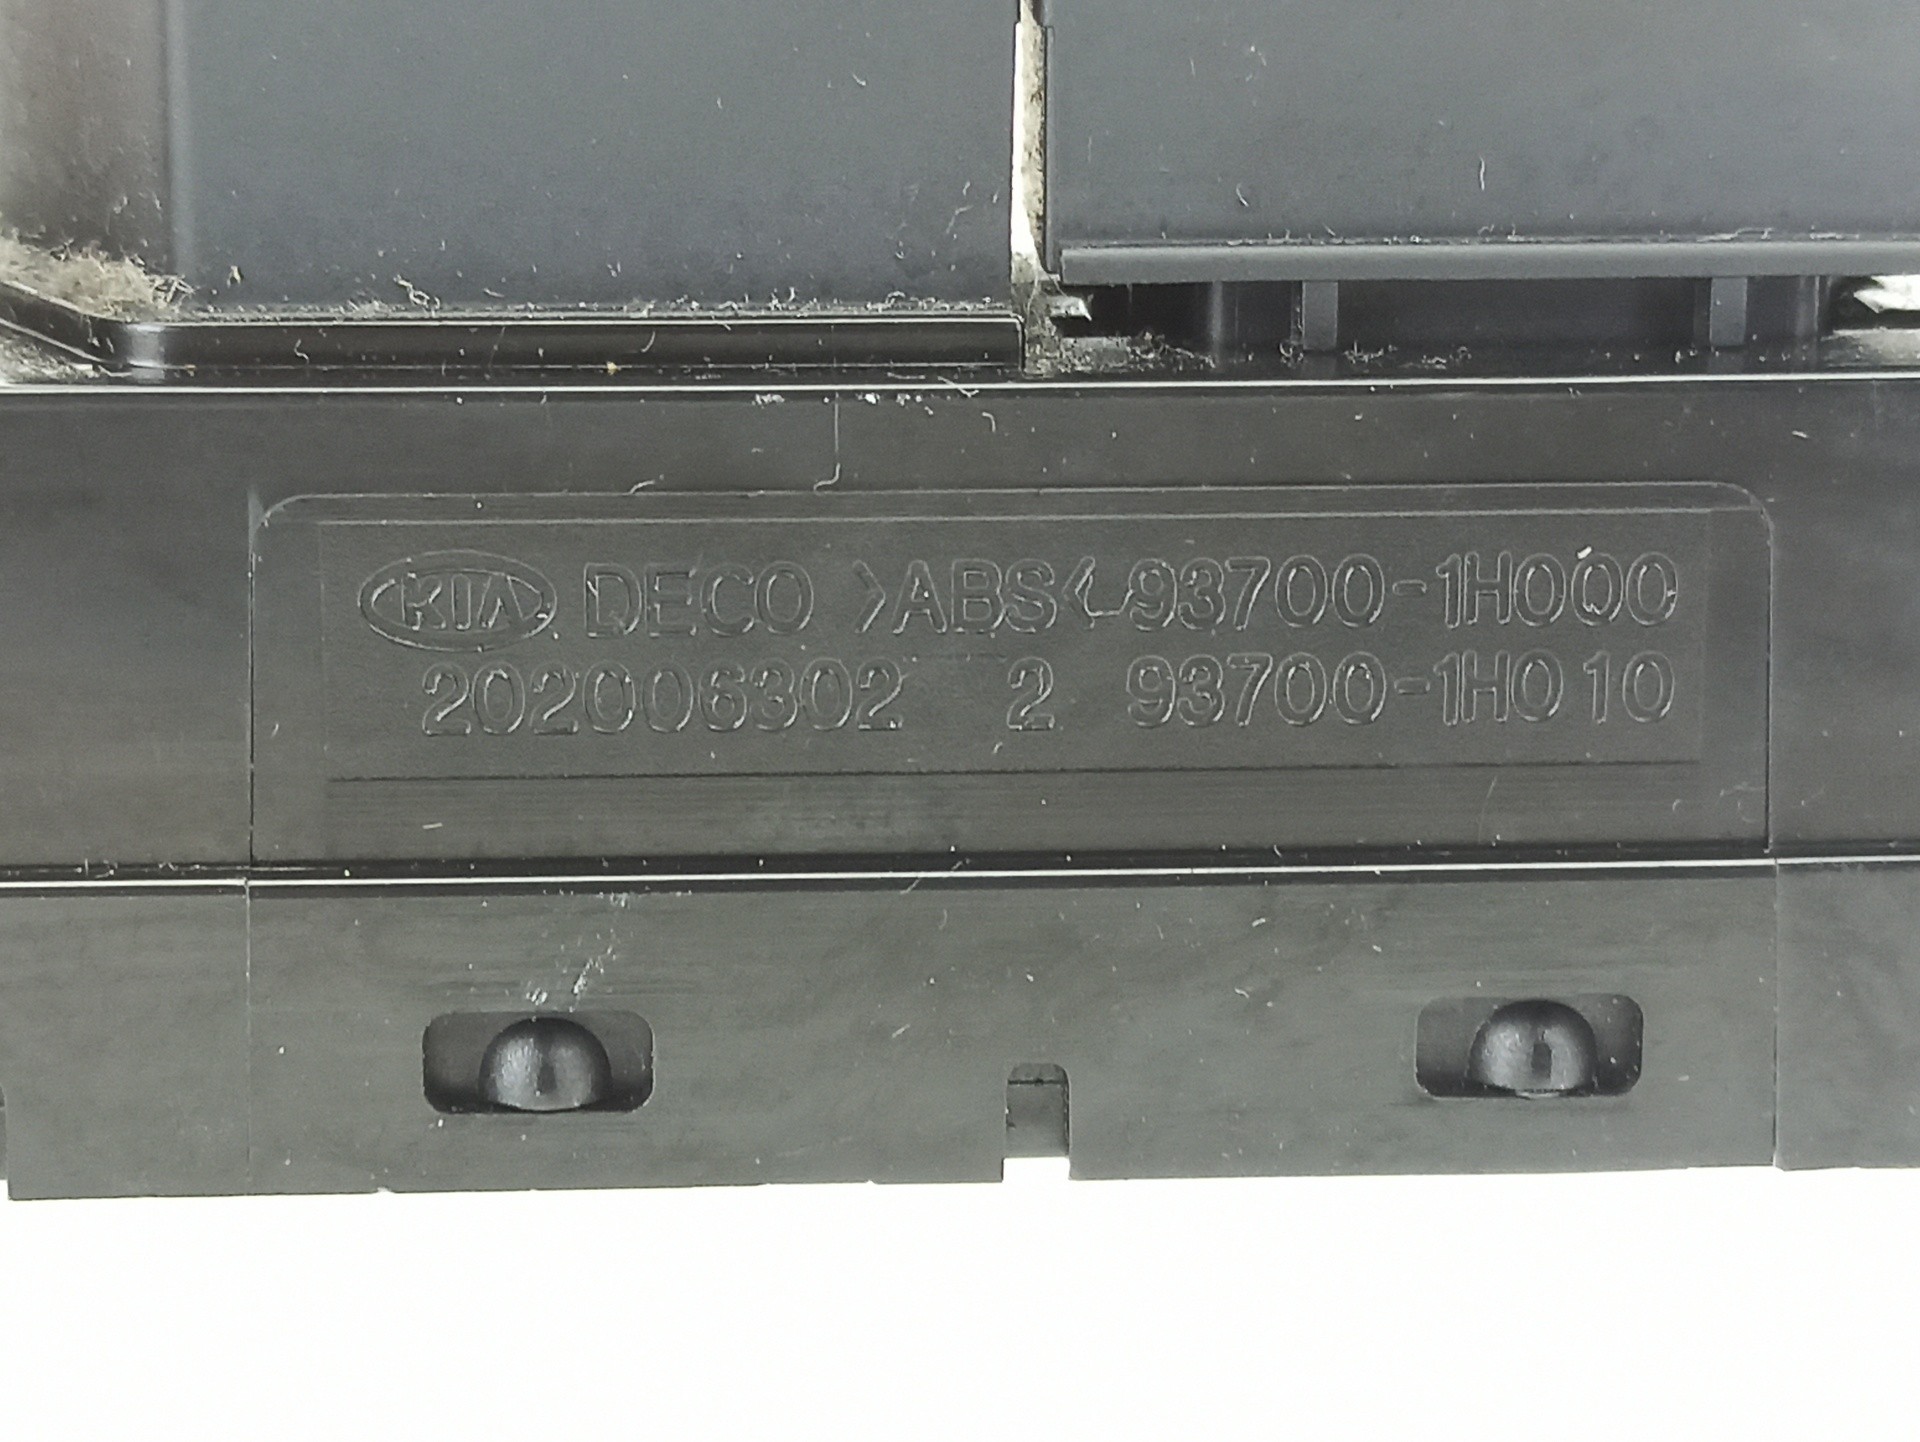 KIA DECO >ABS< 93700-1H000
202006302 2 93700-1H010